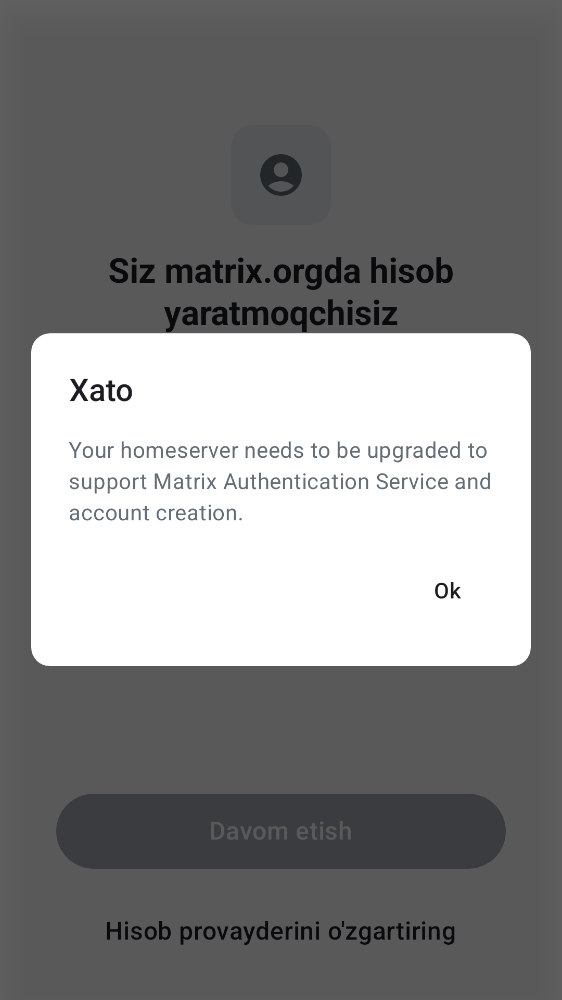 Siz matrix.orgda hisob
yaratmoqchisiz
Xato
Your homeserver needs to be upgraded to
support Matrix Authentication Service and
account creation.
Ok
Davom etish
Hisob provayderini o'zgartiring